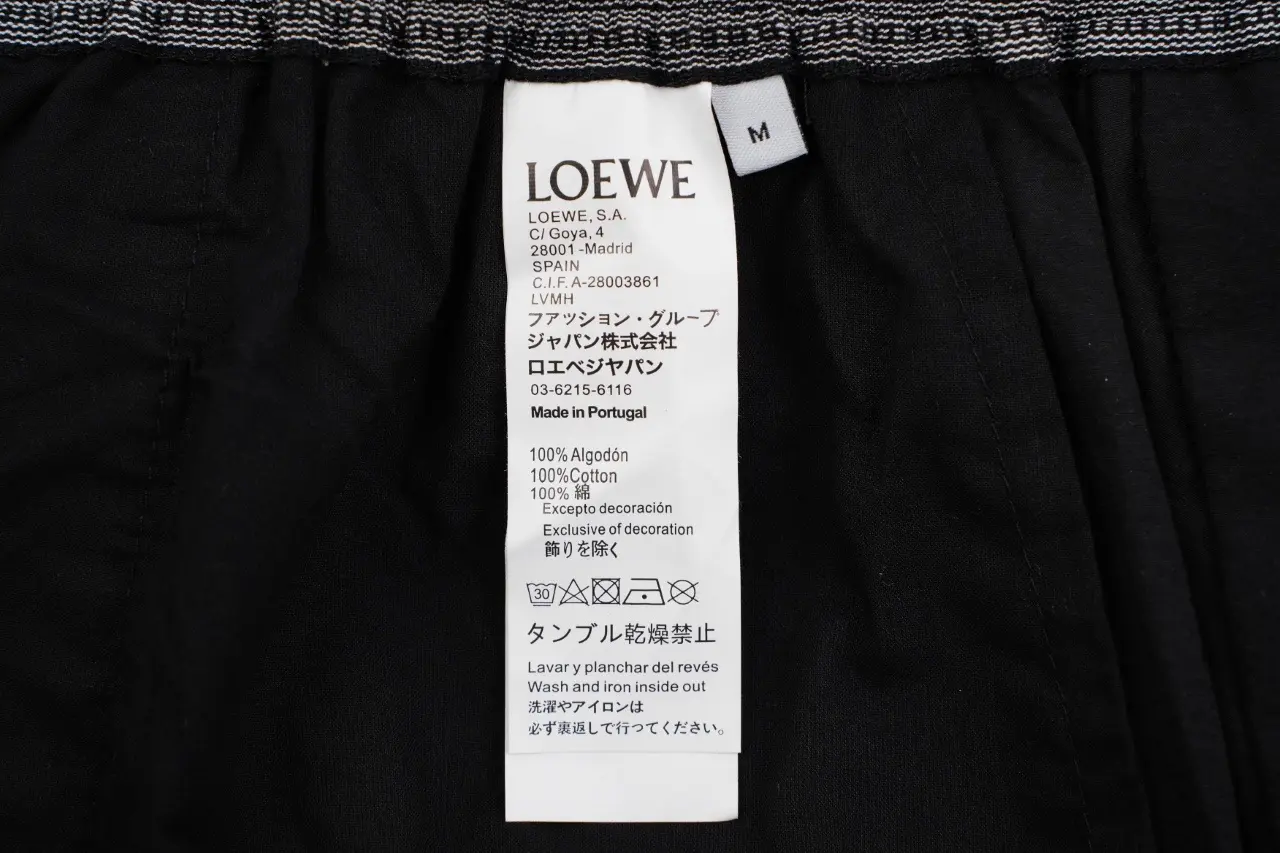 M
LOEWE
LOEWE, S.A.
C/ Goya, 4
28001 -Madrid
SPAIN
C.I.F. A-28003861
LVMH
ファッション・グループ
ジャパン株式会社
ロエベジヤパン
03-6215-6116
Made in Portugal
100% Algodón
100%Cotton
100% 綿
Excepto decoración
Exclusive of decoration
飾りを除く
30
タンブル乾燥禁止
Lavar y planchar del revés
Wash and iron inside out
洗濯やアイロンは
必ず裏返しで行ってください。